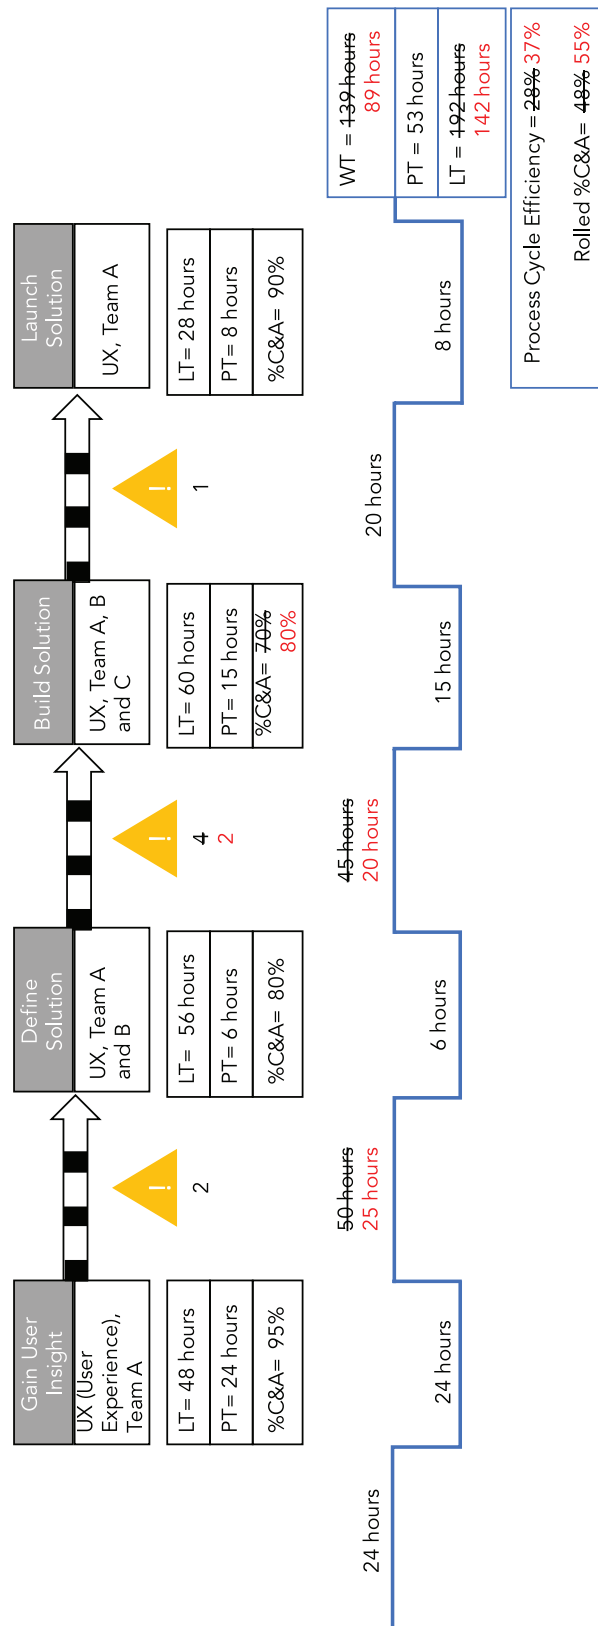 Gain User
Insight
UX (User
Experience),
Team A
LT= 48 hours
PT= 24 hours
%C&A= 95%
2
Define
Solution
UX, Team A
and B
LT= 56 hours
PT= 6 hours
%C&A= 80%
4
2
Build Solution
UX, Team A, B
and C
LT= 60 hours
PT= 15 hours
%C&A= 70%
80%
1
Launch
Solution
UX, Team A
LT= 28 hours
PT= 8 hours
%C&A= 90%
!
!
!
24 hours
24 hours
50 hours
25 hours
6 hours
45 hours
20 hours
15 hours
20 hours
8 hours
WT = 139 hours
89 hours
PT = 53 hours
LT = 192 hours
142 hours
Process Cycle Efficiency = 28% 37%
Rolled %C&A= 48% 55%